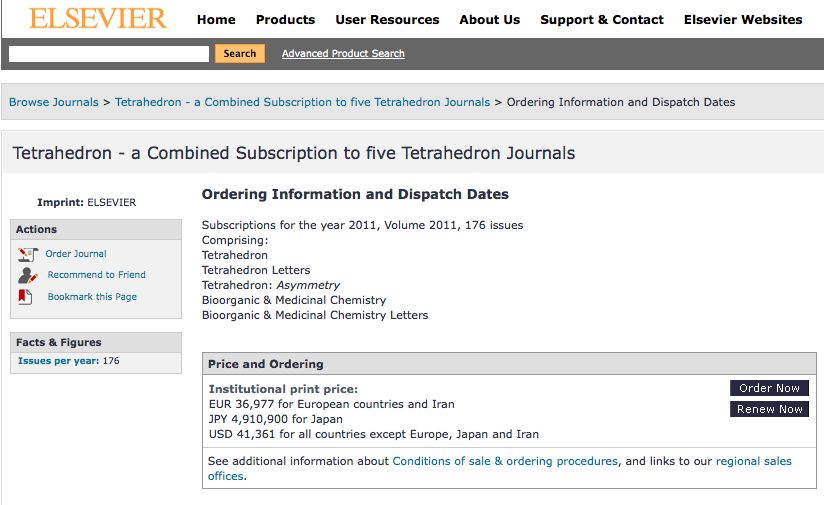 ELSEVIER
Home Products User Resources About Us Support & Contact Elsevier Websites
Search Advanced Product Search
Browse Journals > Tetrahedron - a Combined Subscription to five Tetrahedron Journals > Ordering Information and Dispatch Dates
Tetrahedron - a Combined Subscription to five Tetrahedron Journals
Imprint: ELSEVIER
Actions
Order Journal
Recommend to Friend
Bookmark this Page
Facts & Figures
Issues per year: 176
Ordering Information and Dispatch Dates
Subscriptions for the year 2011, Volume 2011, 176 issues
Comprising:
Tetrahedron
Tetrahedron Letters
Tetrahedron: Asymmetry
Bioorganic & Medicinal Chemistry
Bioorganic & Medicinal Chemistry Letters
Price and Ordering
Institutional print price:
EUR 36,977 for European countries and Iran
JPY 4,910,900 for Japan
USD 41,361 for all countries except Europe, Japan and Iran
Order Now
Renew Now
See additional information about Conditions of sale & ordering procedures, and links to our regional sales
offices.